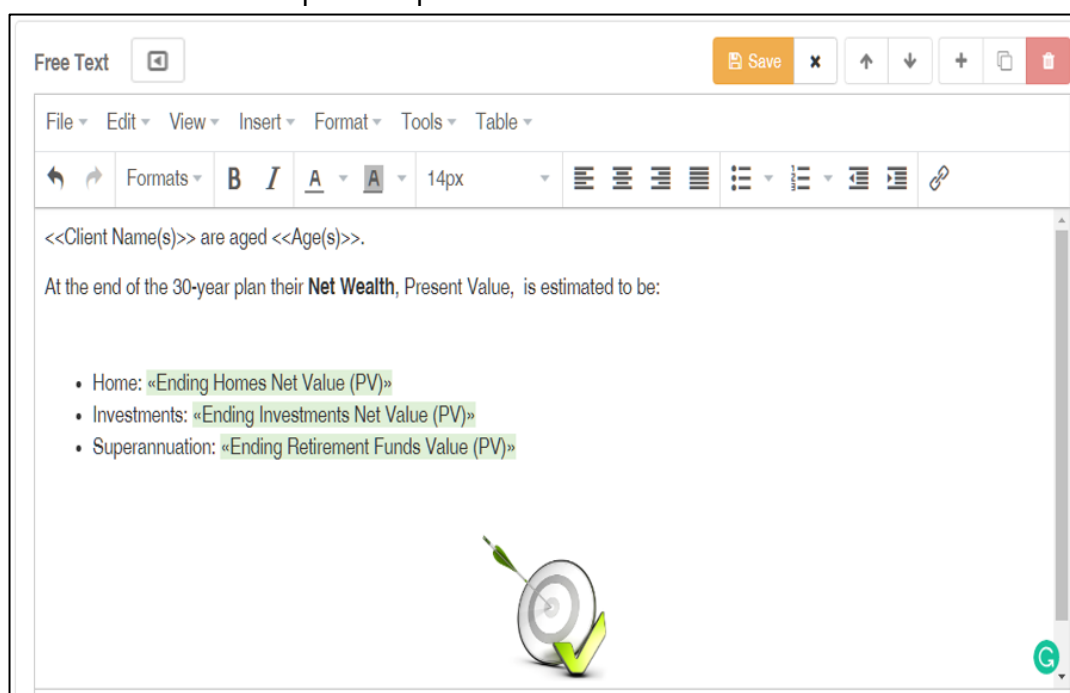 Free Text
Save
File Edit View Insert Format Tools Table
Formats B I A A 14px
<<Client Name(s)>> are aged <<Age(s)>>.
At the end of the 30-year plan their Net Wealth, Present Value,  is estimated to be:
• Home: «Ending Homes Net Value (PV)»
• Investments: «Ending Investments Net Value (PV)»
• Superannuation: «Ending Retirement Funds Value (PV)»